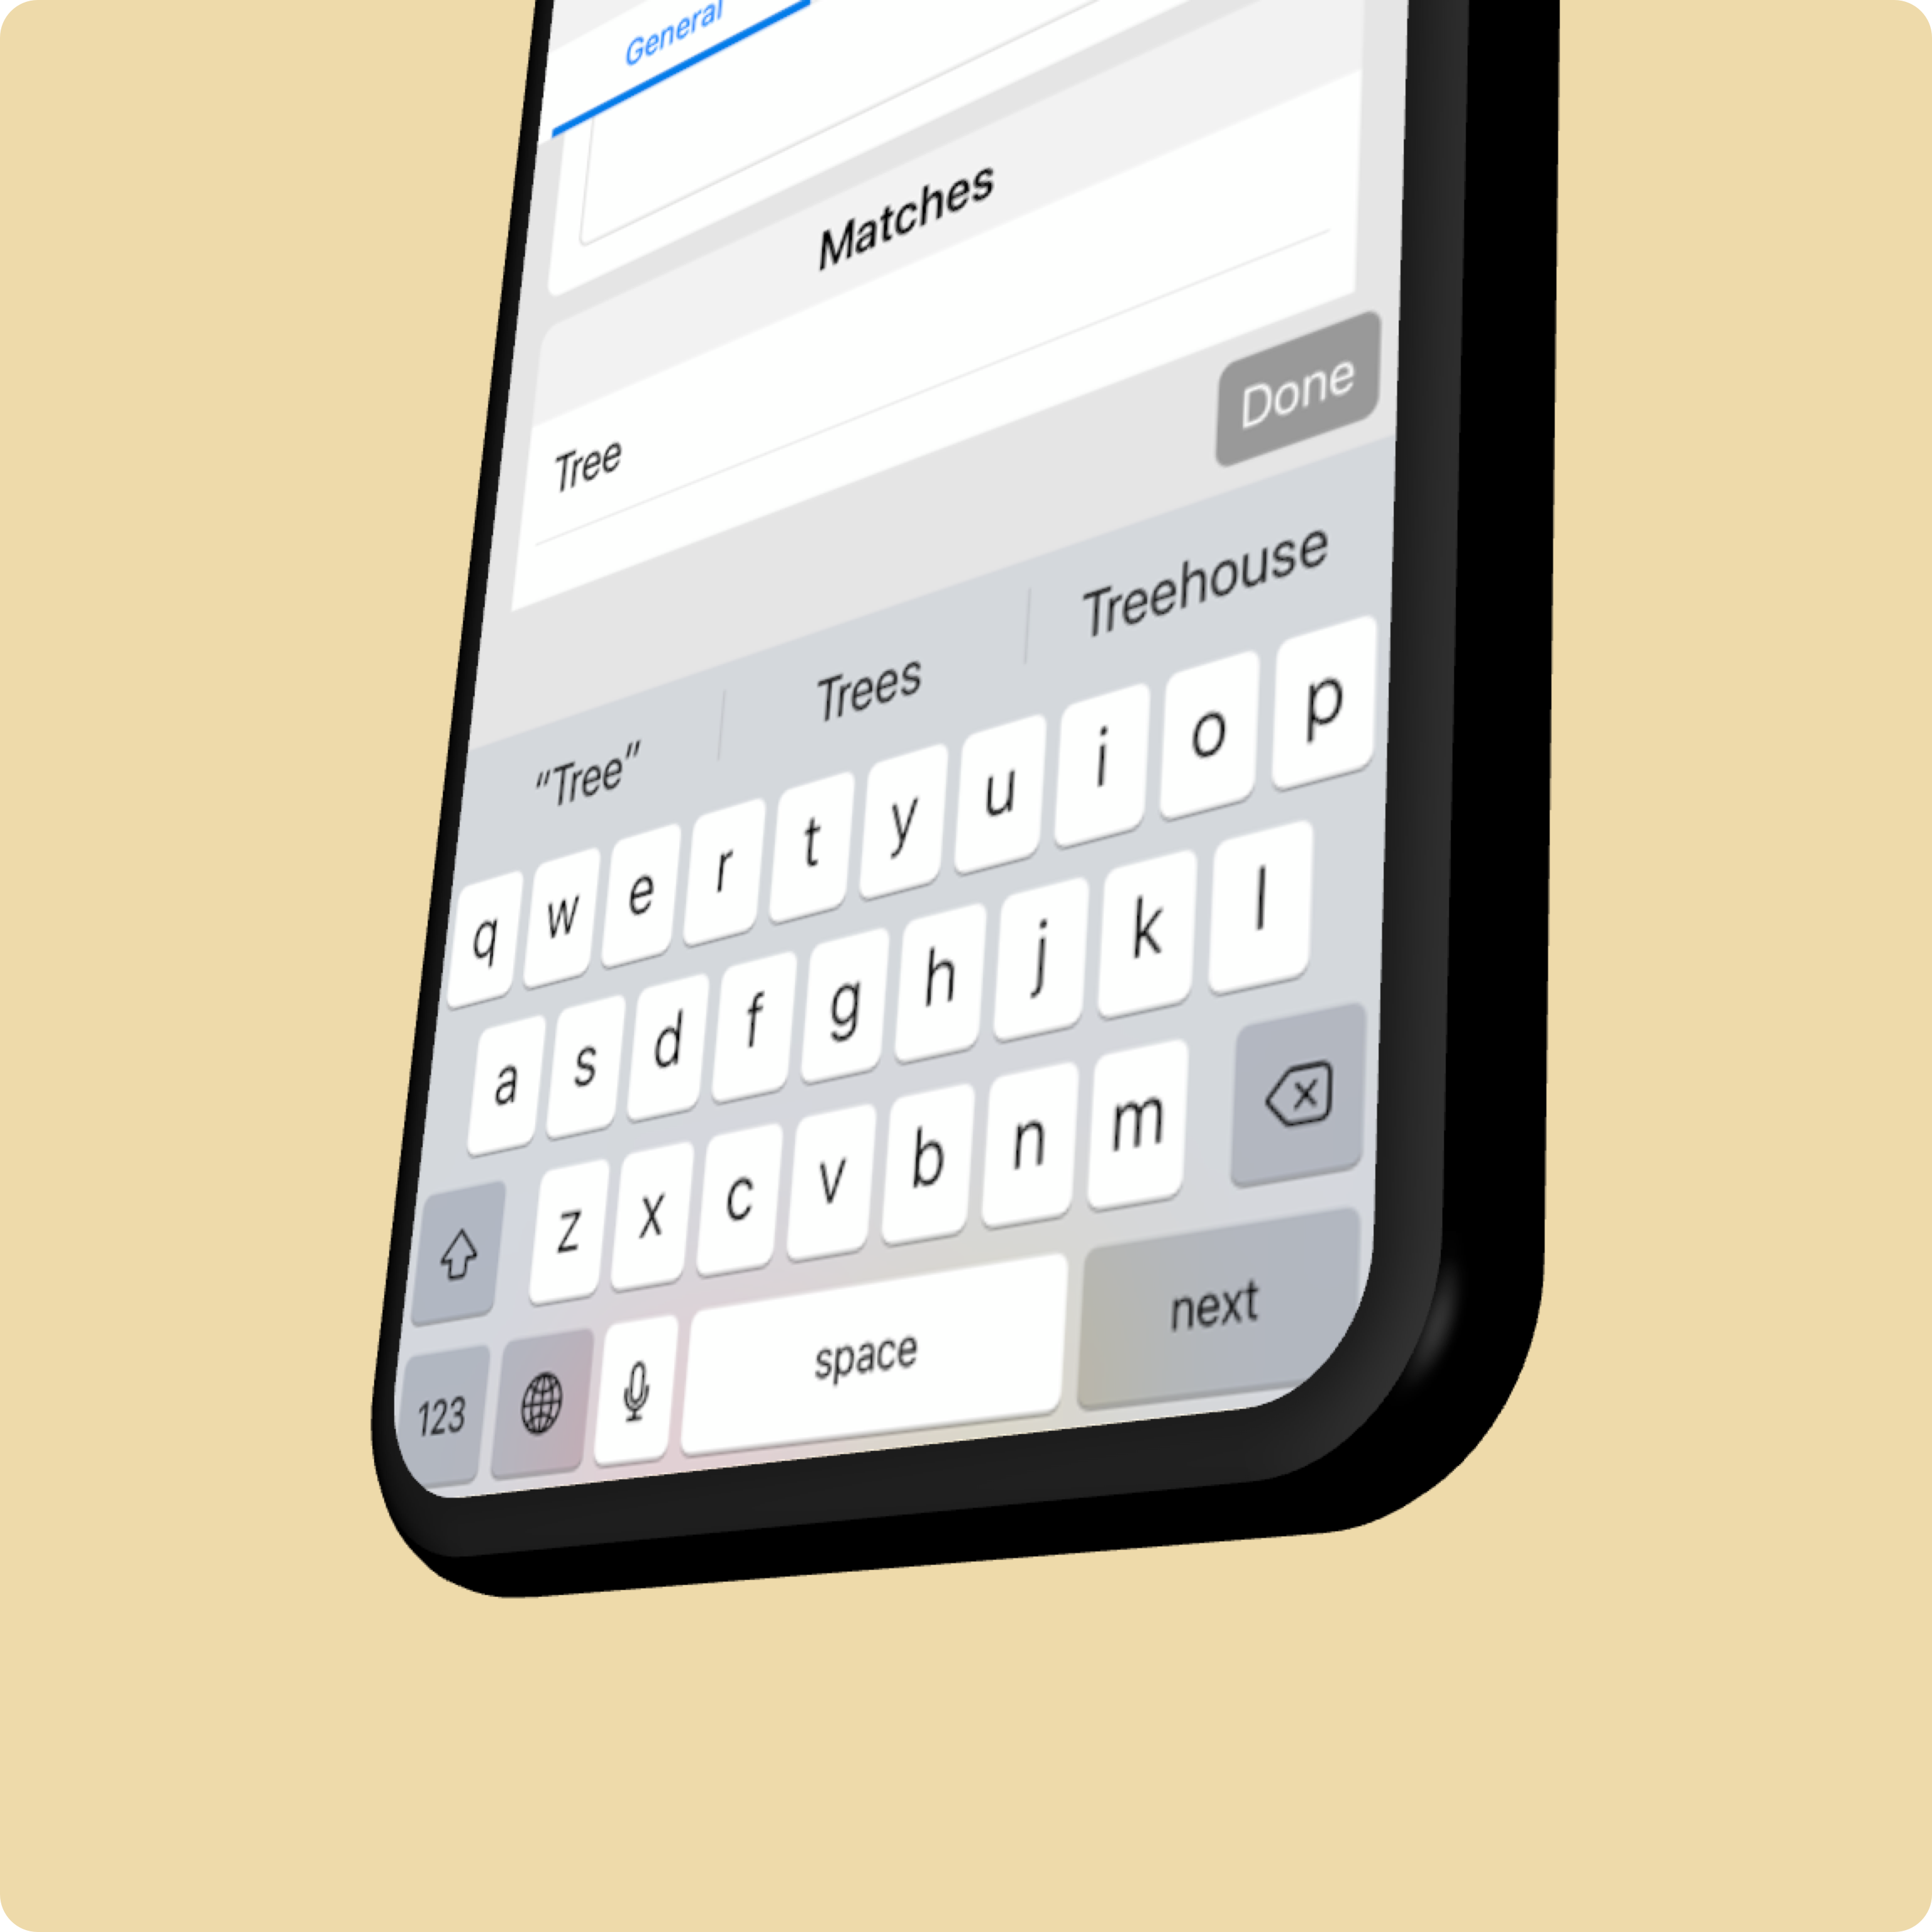 General
Matches
Tree
Done
“Tree” Trees Treehouse
q w e r t y u i o p
a s d f g h j k l
z x c v b n m
123 space next